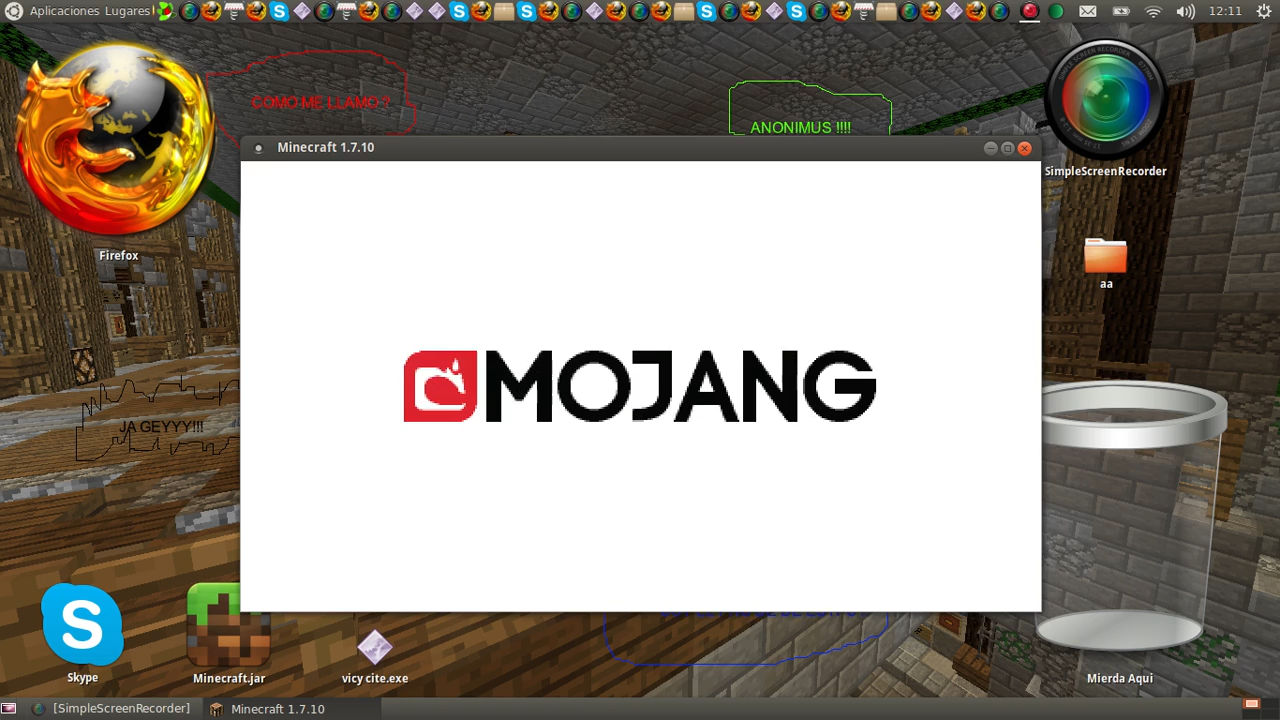 Aplicaciones Lugares
12:11
COMO ME LLAMO ?
ANONIMUS !!!!
Minecraft 1.7.10
SimpleScreenRecorder
Firefox
aa
MOJANG
JA GEYYY!!!
Skype
Minecraft.jar
vicy cite.exe
Mierda Aqui
[SimpleScreenRecorder]
Minecraft 1.7.10